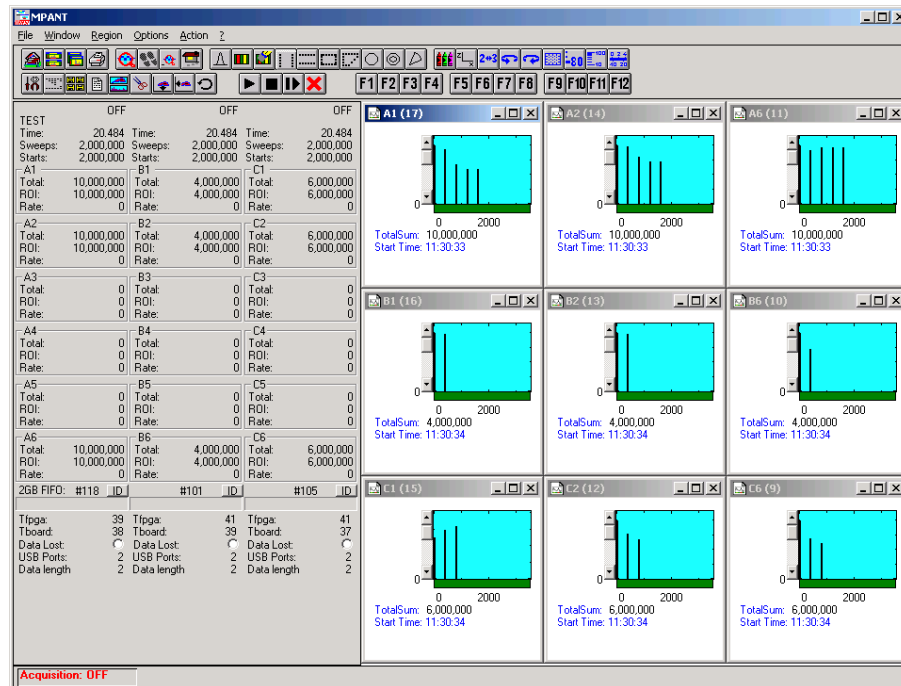 MPANT
File Window Region Options Action ?
F1 F2 F3 F4 F5 F6 F7 F8 F9 F10 F11 F12
OFF OFF OFF
TEST
Time: 20.484 Time: 20.484 Time: 20.484
Sweeps: 2,000,000 Sweeps: 2,000,000 Sweeps: 2,000,000
Starts: 2,000,000 Starts: 2,000,000 Starts: 2,000,000
A1 B1 C1
Total: 10,000,000 Total: 4,000,000 Total: 6,000,000
ROI: 10,000,000 ROI: 4,000,000 ROI: 6,000,000
Rate: 0 Rate: 0 Rate: 0
A2 B2 C2
Total: 10,000,000 Total: 4,000,000 Total: 6,000,000
ROI: 10,000,000 ROI: 4,000,000 ROI: 6,000,000
Rate: 0 Rate: 0 Rate: 0
A3 B3 C3
Total: 0 Total: 0 Total: 0
ROI: 0 ROI: 0 ROI: 0
Rate: 0 Rate: 0 Rate: 0
A4 B4 C4
Total: 0 Total: 0 Total: 0
ROI: 0 ROI: 0 ROI: 0
Rate: 0 Rate: 0 Rate: 0
A5 B5 C5
Total: 0 Total: 0 Total: 0
ROI: 0 ROI: 0 ROI: 0
Rate: 0 Rate: 0 Rate: 0
A6 B6 C6
Total: 10,000,000 Total: 4,000,000 Total: 6,000,000
ROI: 10,000,000 ROI: 4,000,000 ROI: 6,000,000
Rate: 0 Rate: 0 Rate: 0
2GB FIFO: #118 ID #101 ID #105 ID
Tfpga: 39 Tfpga: 41 Tfpga: 41
Tboard: 38 Tboard: 39 Tboard: 37
Data Lost: Data Lost: Data Lost:
USB Ports: 2 USB Ports: 2 USB Ports: 2
Data length 2 Data length 2 Data length 2
A1 (17)
0
0 2000
TotalSum: 10,000,000
Start Time: 11:30:33
A2 (14)
0
0 2000
TotalSum: 10,000,000
Start Time: 11:30:33
A6 (11)
0
0 2000
TotalSum: 10,000,000
Start Time: 11:30:33
B1 (16)
0
0 2000
TotalSum: 4,000,000
Start Time: 11:30:34
B2 (13)
0
0 2000
TotalSum: 4,000,000
Start Time: 11:30:34
B6 (10)
0
0 2000
TotalSum: 4,000,000
Start Time: 11:30:34
C1 (15)
0
0 2000
TotalSum: 6,000,000
Start Time: 11:30:34
C2 (12)
0
0 2000
TotalSum: 6,000,000
Start Time: 11:30:34
C6 (9)
0
0 2000
TotalSum: 6,000,000
Start Time: 11:30:34
Acquisition: OFF